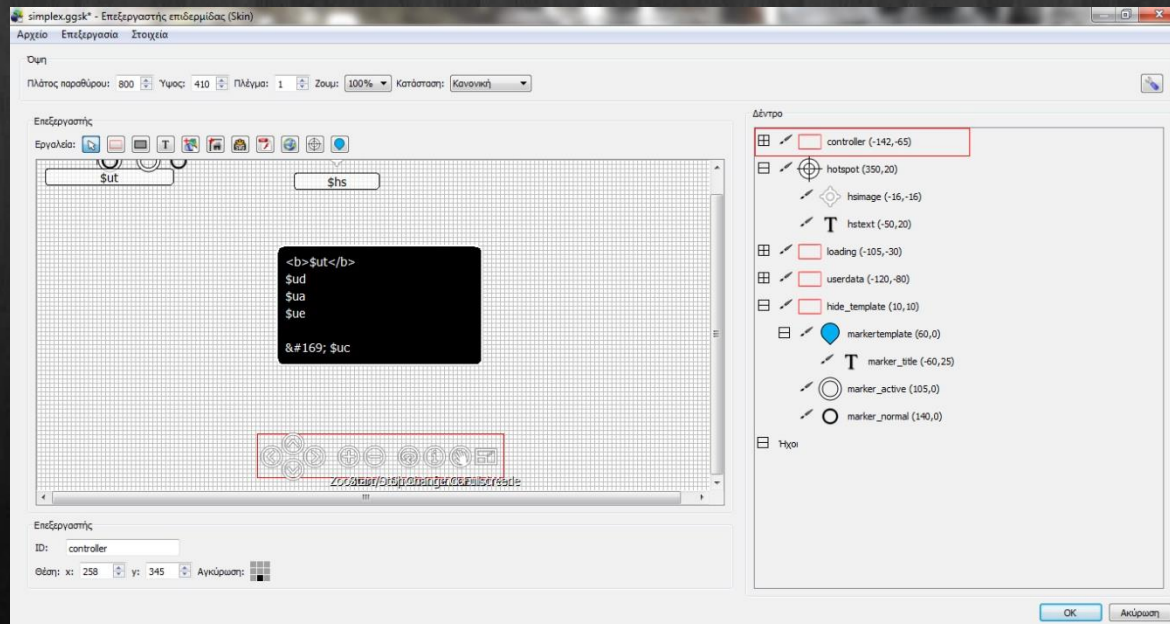 simplex.ggsk* - Επεξεργαστής επιδερμίδας (Skin)
Αρχείο Επεξεργασία Στοιχεία
Όψη
Πλάτος παραθύρου: 800 Ύψος: 410 Πλέγμα: 1 Ζουμ: 100% Κατάσταση: Κανονική
Επεξεργαστής
Εργαλεία: T
$ut
$hs
<b>$ut</b>
$ud
$ua
$ue
&#169; $uc
Επεξεργαστής
ID: controller
Θέση: x: 258 y: 345 Αγκύρωση:
Δέντρο
controller (-142,-65)
hotspot (350,20)
hsimage (-16,-16)
T hstext (-50,20)
loading (-105,-30)
userdata (-120,-80)
hide_template (10,10)
markertemplate (60,0)
T marker_title (-60,25)
marker_active (105,0)
marker_normal (140,0)
Ήχοι
OK Ακύρωση